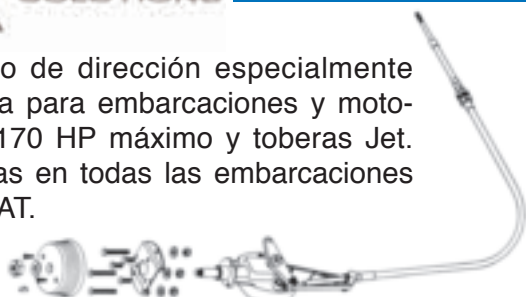 o de dirección especialmente
a para embarcaciones y moto-
170 HP máximo y toberas Jet.
as en todas las embarcaciones
AT.